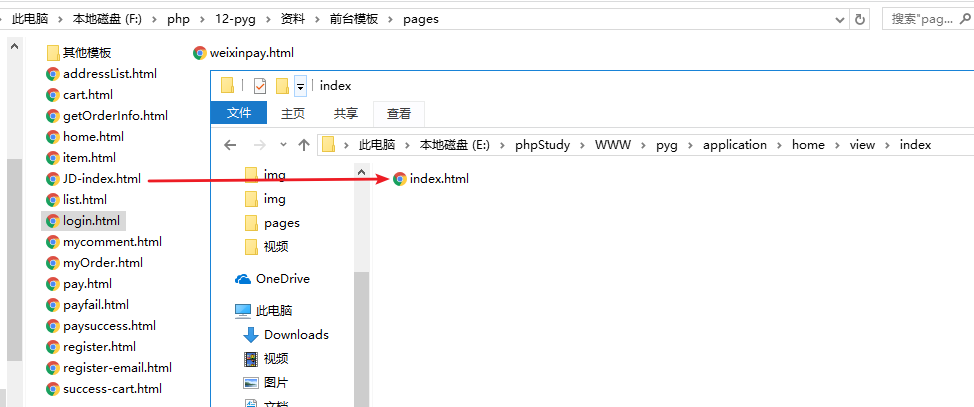 此电脑 > 本地磁盘 (F:) > php > 12-pyg > 资料 > 前台模板 > pages
搜索"pag...
其他模板
addressList.html
cart.html
getOrderInfo.html
home.html
item.html
JD-index.html
list.html
login.html
mycomment.html
myOrder.html
pay.html
payfail.html
paysuccess.html
register.html
register-email.html
success-cart.html
weixinpay.html
index
文件 主页 共享 查看
此电脑 > 本地磁盘 (E:) > phpStudy > WWW > pyg > application > home > view > index
img
img
pages
视频
OneDrive
此电脑
Downloads
视频
图片
文档
index.html